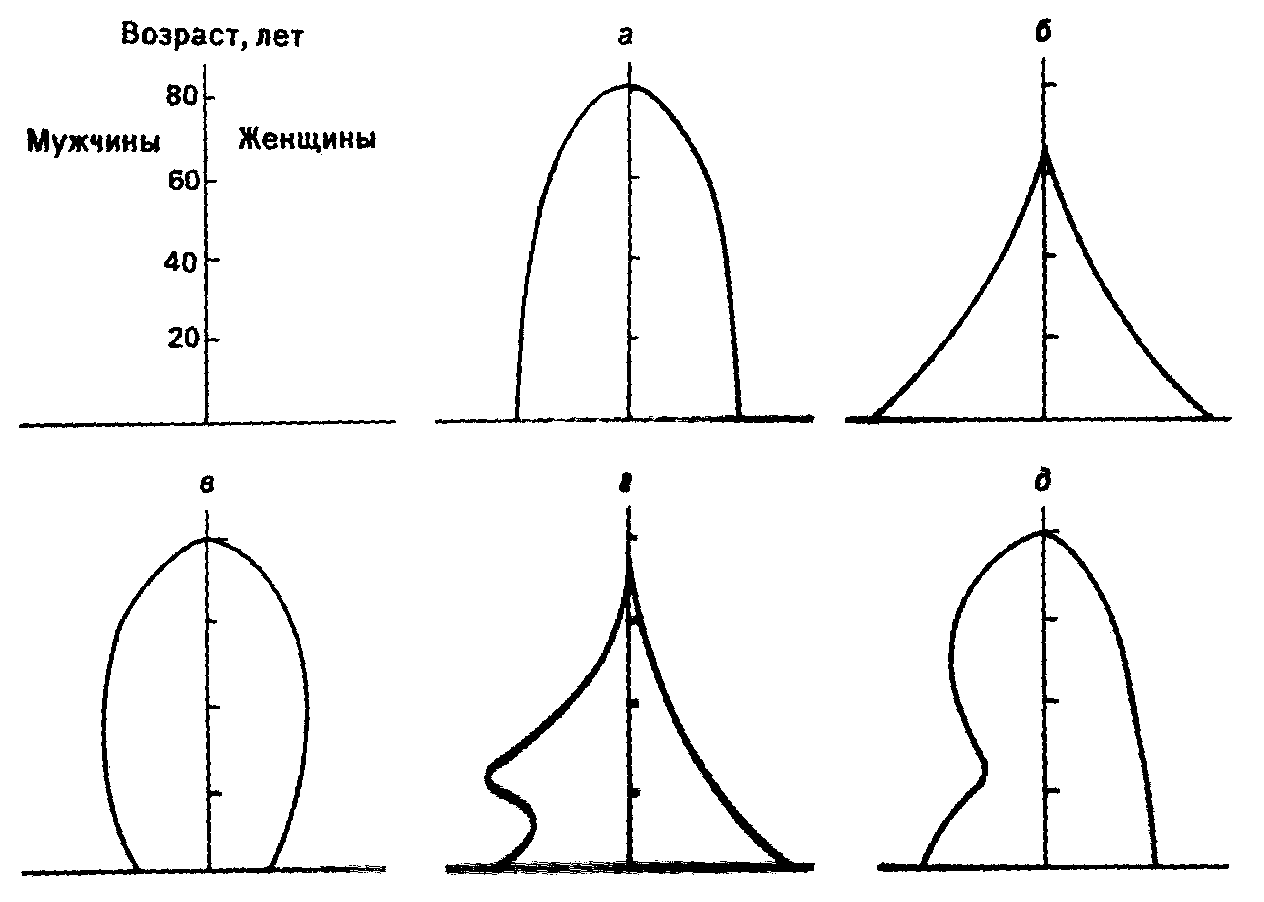 Возраст, лет
а
б
80
Мужчины
Женщины
60
40
20
в
г
д